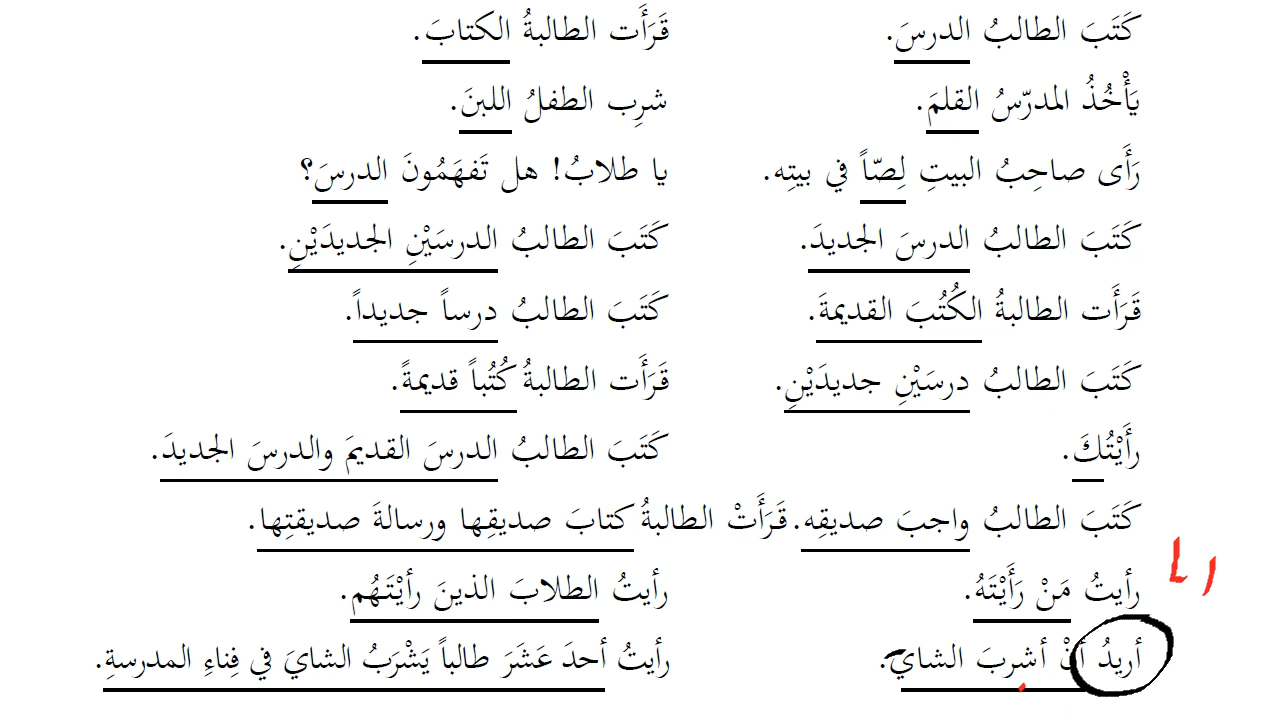 كَتَبَ الطالبُ الدرسَ. قَرَأَت الطالبةُ الكتابَ.
يَأْخُذُ المدرّسُ القلمَ. شرِب الطفلُ اللبنَ.
رَأَى صاحِبُ البيتِ لِصّاً في بيتِه. يا طلابُ! هل تَفهَمُونَ الدرسَ؟
كَتَبَ الطالبُ الدرسَ الجديدَ. كَتَبَ الطالبُ الدرسَيْنِ الجديدَيْنِ.
قَرَأَت الطالبةُ الكُتُبَ القديمةَ. كَتَبَ الطالبُ درساً جديداً.
كَتَبَ الطالبُ درسَيْنِ جديدَيْنِ. قَرَأَت الطالبةُ كُتُباً قديمةً.
رأَيْتُكَ. كَتَبَ الطالبُ الدرسَ القديمَ والدرسَ الجديدَ.
كَتَبَ الطالبُ واجبَ صديقِه. قَرَأَتْ الطالبةُ كتابَ صديقِها ورسالةَ صديقتِها.
رأيتُ مَنْ رَأَيْتَهُ. رأيتُ الطلابَ الذينَ رأيْتَهُم.
أريدُ أنْ أشربَ الشايَ. رأيتُ أحدَ عَشَرَ طالباً يَشْرَبُ الشايَ في فِناءِ المدرسةِ.